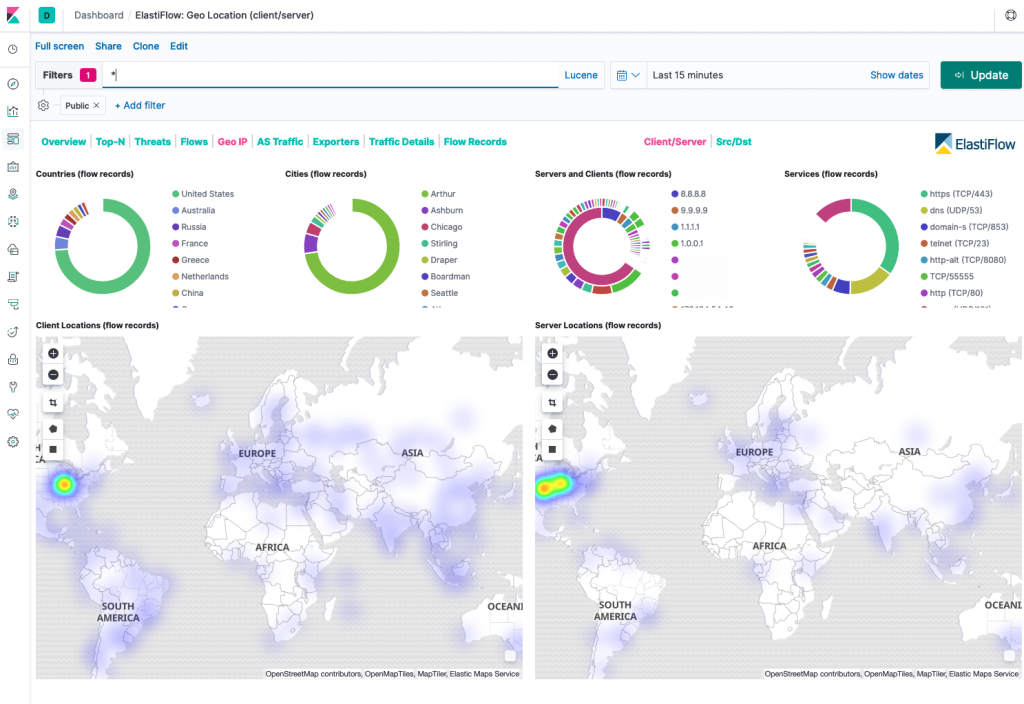 D Dashboard / ElastiFlow: Geo Location (client/server)
Full screen Share Clone Edit
Filters 1 * Lucene Last 15 minutes Show dates Update
Public × + Add filter
Overview Top-N Threats Flows Geo IP AS Traffic Exporters Traffic Details Flow Records Client/Server Src/Dst ElastiFlow
Countries (flow records)
United States
Australia
Russia
France
Greece
Netherlands
China
Cities (flow records)
Arthur
Ashburn
Chicago
Stirling
Draper
Boardman
Seattle
Servers and Clients (flow records)
8.8.8.8
9.9.9.9
1.1.1.1
1.0.0.1
Services (flow records)
https (TCP/443)
dns (UDP/53)
domain-s (TCP/853)
telnet (TCP/23)
http-alt (TCP/8080)
TCP/55555
http (TCP/80)
Client Locations (flow records)
EUROPE
ASIA
AFRICA
SOUTH
AMERICA
OCEANI
OpenStreetMap contributors, OpenMapTiles, MapTiler, Elastic Maps Service
Server Locations (flow records)
EUROPE
ASIA
AFRICA
SOUTH
AMERICA
OCEANI
OpenStreetMap contributors, OpenMapTiles, MapTiler, Elastic Maps Service